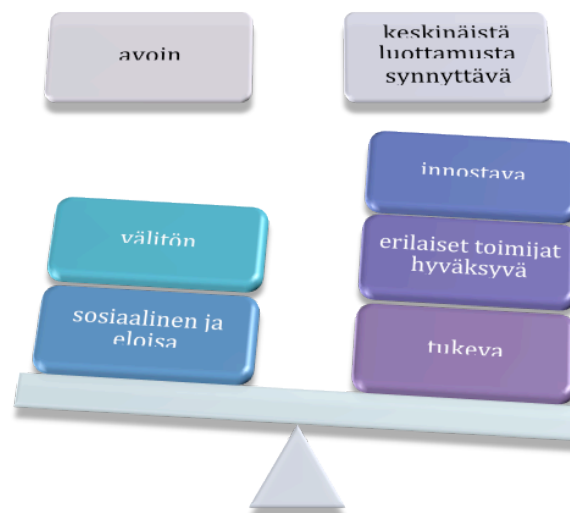 avoin
keskinäistä
luottamusta
synnyttävä
innostava
välitön
erilaiset toimijat
hyväksyvä
sosiaalinen ja
eloisa
tukeva